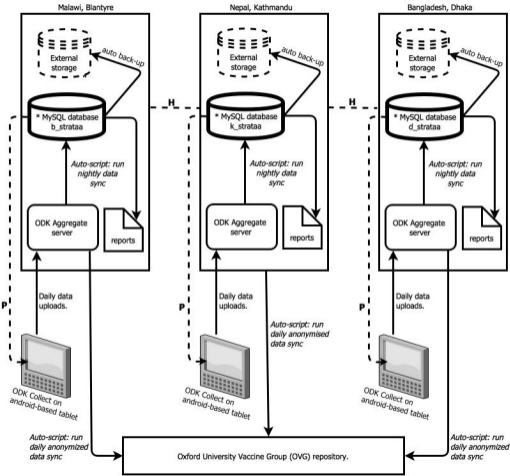 Malawi, Blantyre
External
storage
auto back-up
* MySQL database
b_strataa
Auto-script: run
nightly data
sync
ODK Aggregate
server
reports
Daily data
uploads.
P
ODK Collect on
android-based tablet
Auto-script: run
daily anonymized
data sync
H
Nepal, Kathmandu
External
storage
auto back-up
* MySQL database
k_strataa
Auto-script: run
nightly data
sync
ODK Aggregate
server
reports
Daily data
uploads.
P
ODK Collect on
android-based tablet
Auto-script: run
daily anonymised
data sync
H
Bangladesh, Dhaka
External
storage
auto back-up
* MySQL database
d_strataa
Auto-script: run
nightly data
sync
ODK Aggregate
server
reports
Daily data
uploads.
P
ODK Collect on
android-based tablet
Auto-script: run
daily anonymized
data sync
Oxford University Vaccine Group (OVG) repository.